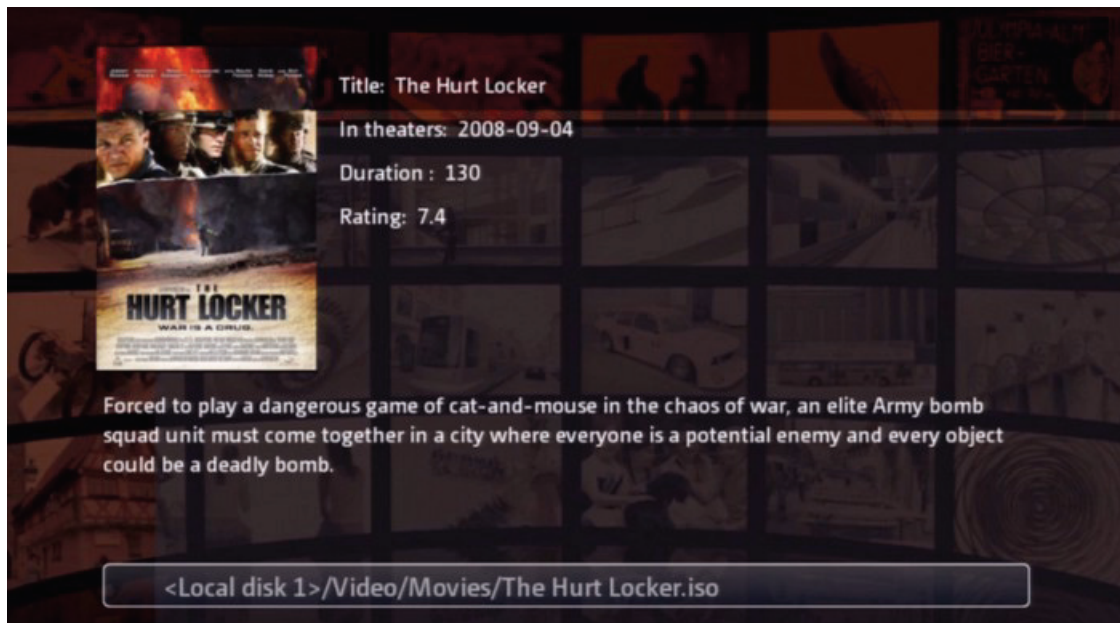 Title: The Hurt Locker
In theaters: 2008-09-04
Duration : 130
Rating: 7.4
THE
HURT LOCKER
WAR IS A DRUG.
Forced to play a dangerous game of cat-and-mouse in the chaos of war, an elite Army bomb
squad unit must come together in a city where everyone is a potential enemy and every object
could be a deadly bomb.
<Local disk 1>/Video/Movies/The Hurt Locker.iso